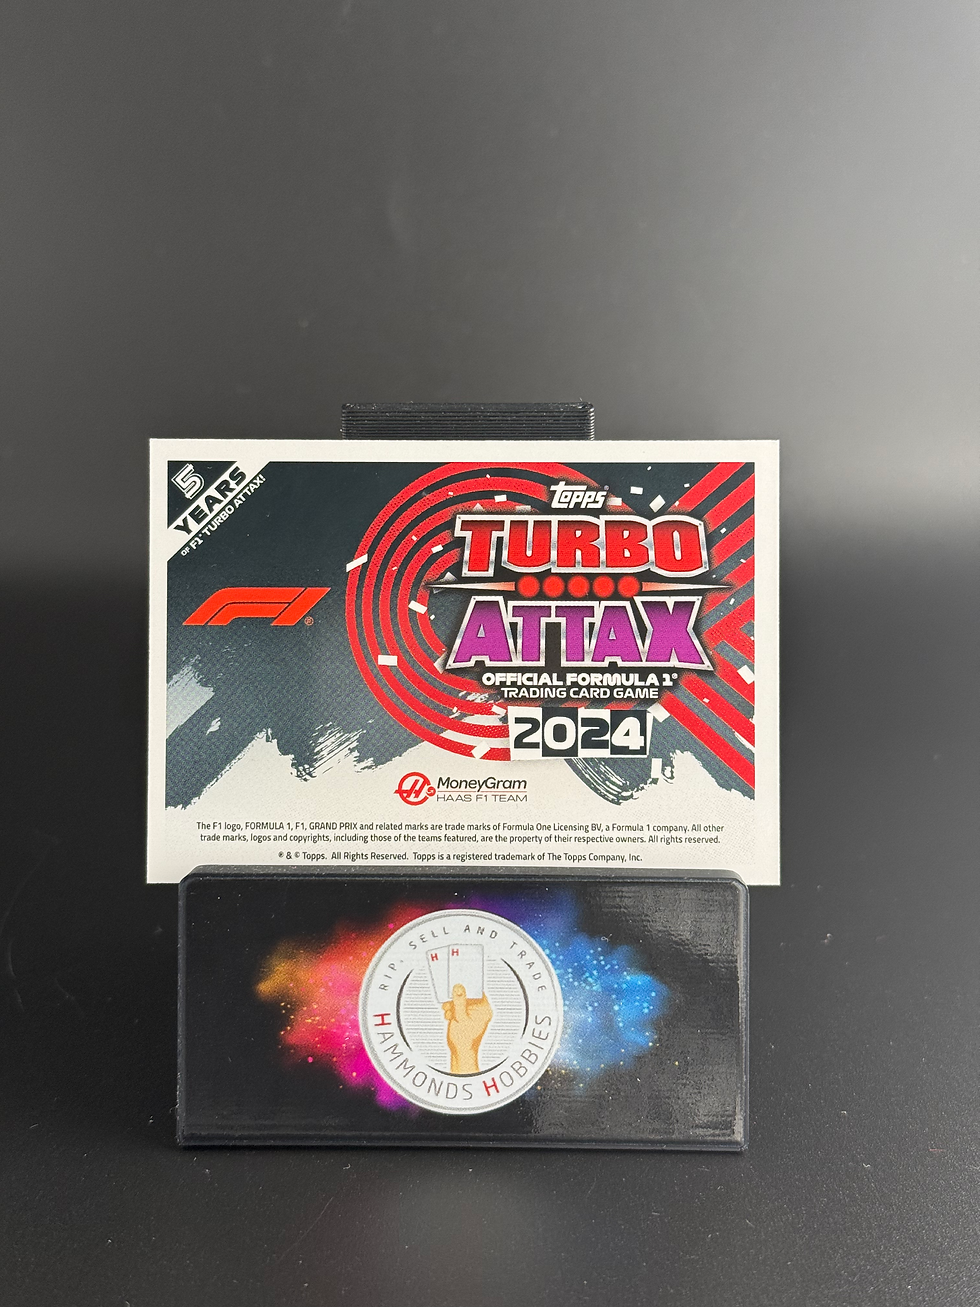 5
YEARS
OF F1® TURBO ATTAX!
F1®
topps®
TURBO
ATTAX
OFFICIAL FORMULA 1®
TRADING CARD GAME
2024
MoneyGram
HAAS F1 TEAM
The F1 logo, FORMULA 1, F1, GRAND PRIX and related marks are trade marks of Formula One Licensing BV, a Formula 1 company. All other
trade marks, logos and copyrights, including those of the teams featured, are the property of their respective owners. All rights reserved.
® & © Topps. All Rights Reserved. Topps is a registered trademark of The Topps Company, Inc.
RIP, SELL AND TRADE
H H
HAMMONDS HOBBIES